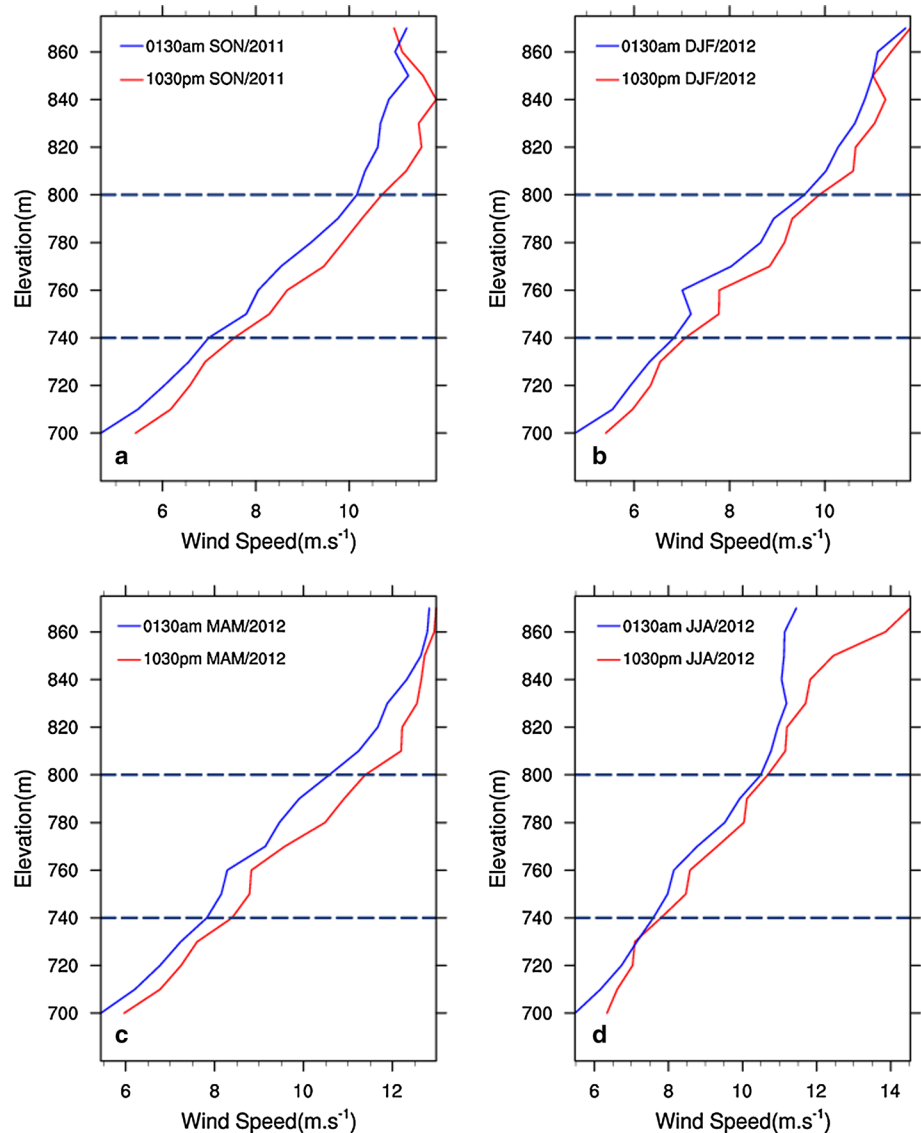 860
840
820
800
780
760
740
720
700
Elevation(m)
0130am SON/2011
1030pm SON/2011
a
6 8 10
Wind Speed(m.s-1)
860
840
820
800
780
760
740
720
700
Elevation(m)
0130am DJF/2012
1030pm DJF/2012
b
6 8 10
Wind Speed(m.s-1)
860
840
820
800
780
760
740
720
700
Elevation(m)
0130am MAM/2012
1030pm MAM/2012
c
6 8 10 12
Wind Speed(m.s-1)
860
840
820
800
780
760
740
720
700
Elevation(m)
0130am JJA/2012
1030pm JJA/2012
d
6 8 10 12 14
Wind Speed(m.s-1)